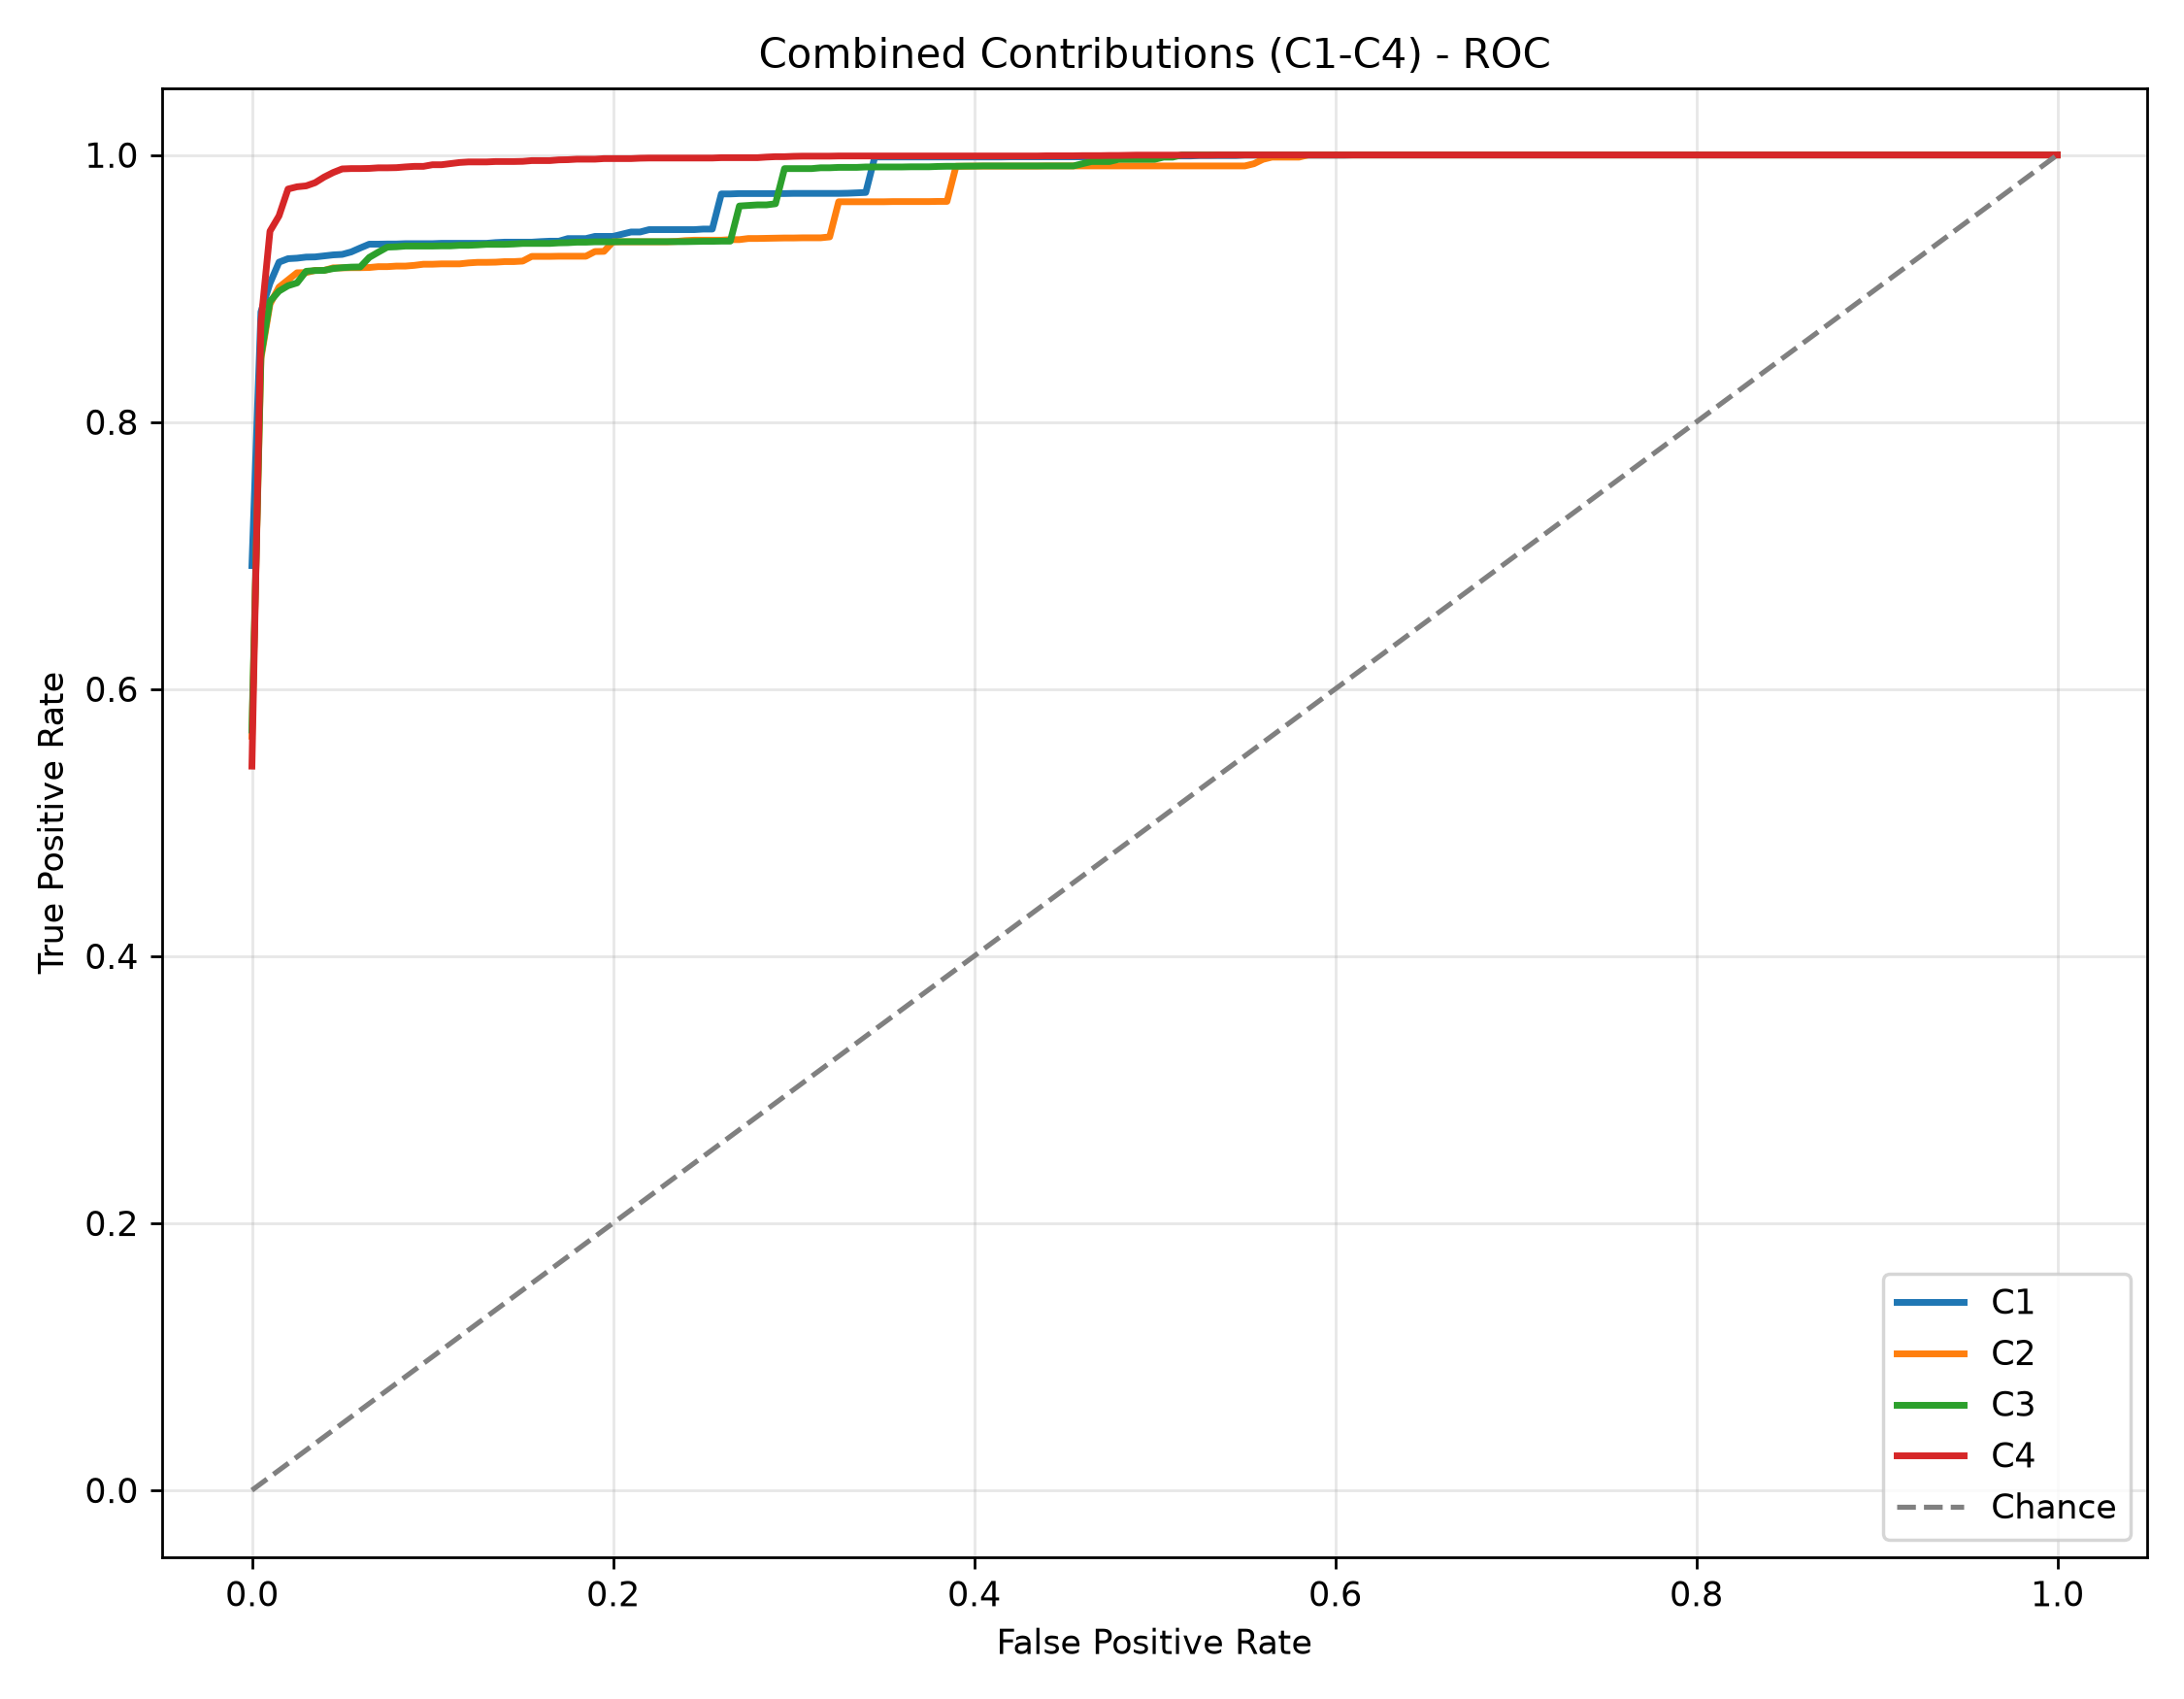 Combined Contributions (C1-C4) - ROC
True Positive Rate
1.0
0.8
0.6
0.4
0.2
0.0
0.0 0.2 0.4 0.6 0.8 1.0
False Positive Rate
C1
C2
C3
C4
Chance